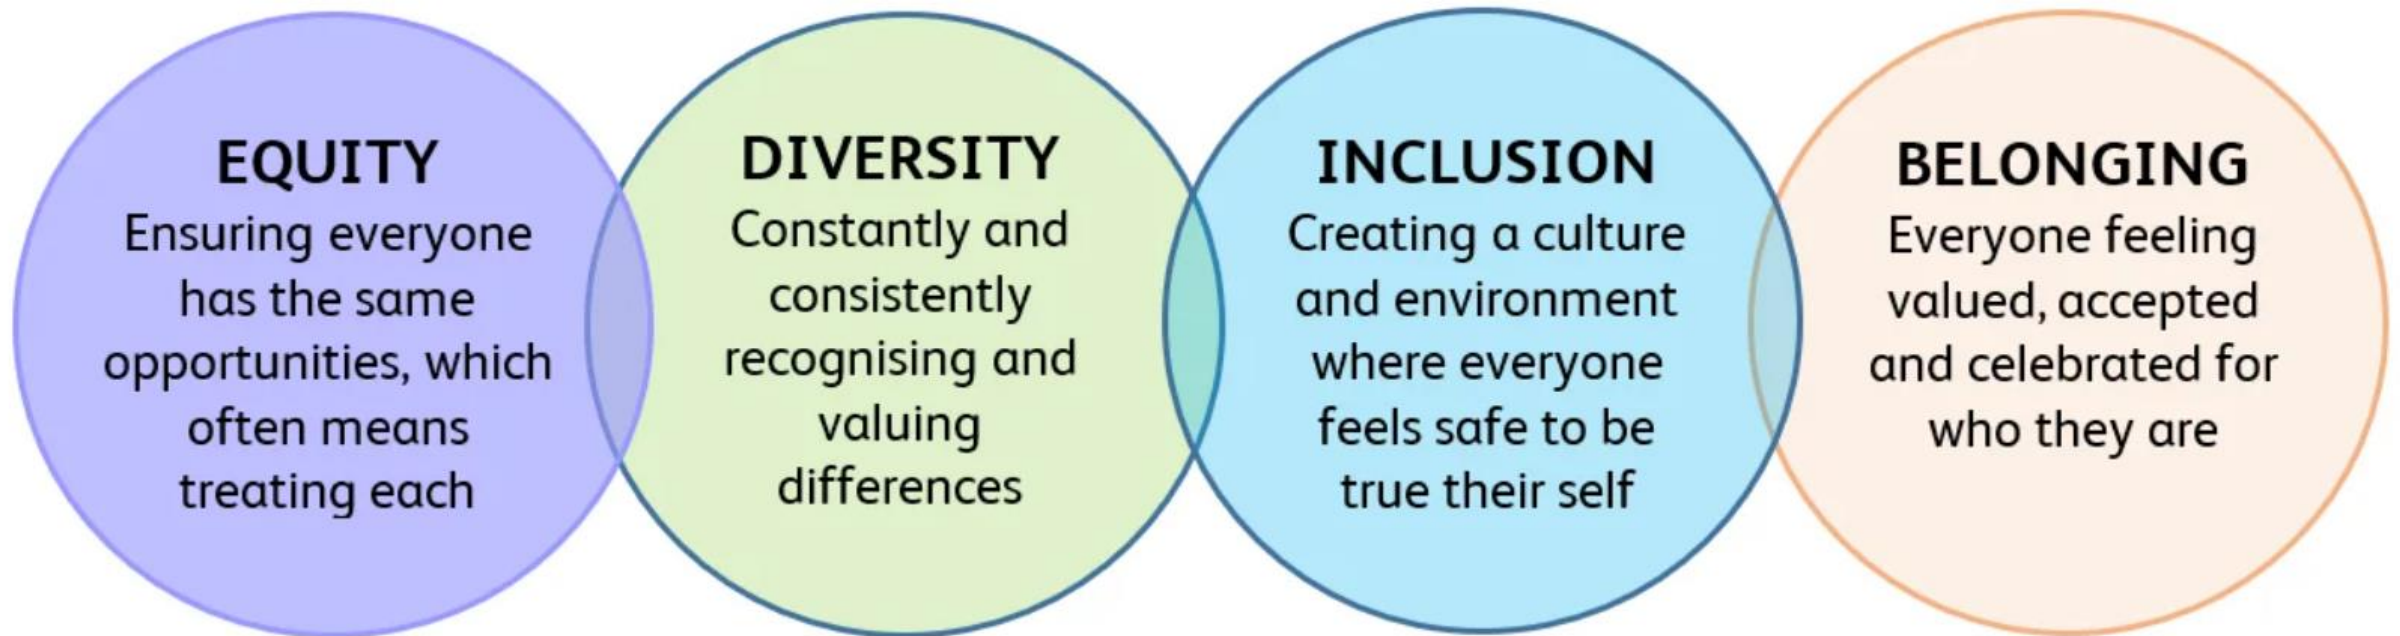 EQUITY
Ensuring everyone
has the same
opportunities, which
often means
treating each
DIVERSITY
Constantly and
consistently
recognising and
valuing
differences
INCLUSION
Creating a culture
and environment
where everyone
feels safe to be
true their self
BELONGING
Everyone feeling
valued, accepted
and celebrated for
who they are